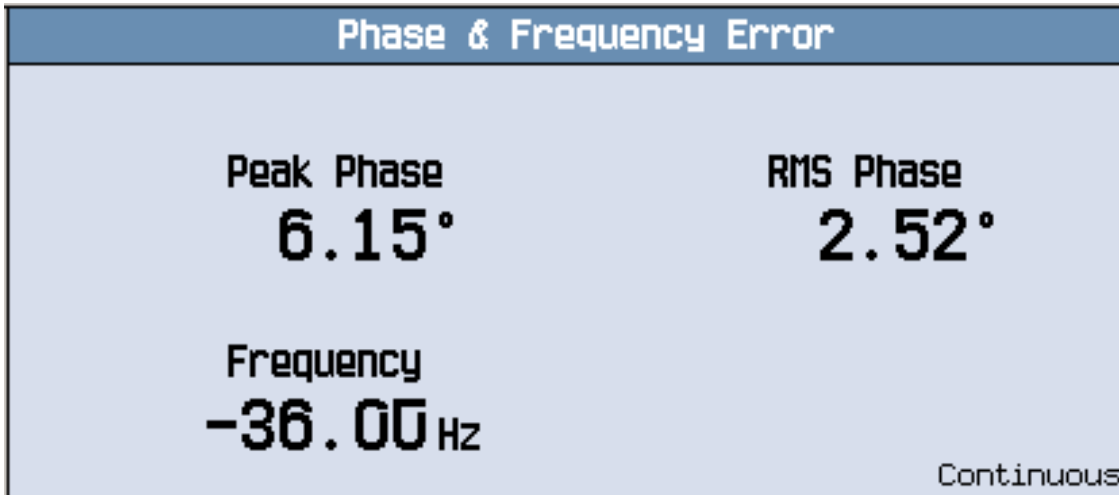 Phase & Frequency Error
Peak Phase
6.15°
RMS Phase
2.52°
Frequency
-36.00 Hz
Continuous